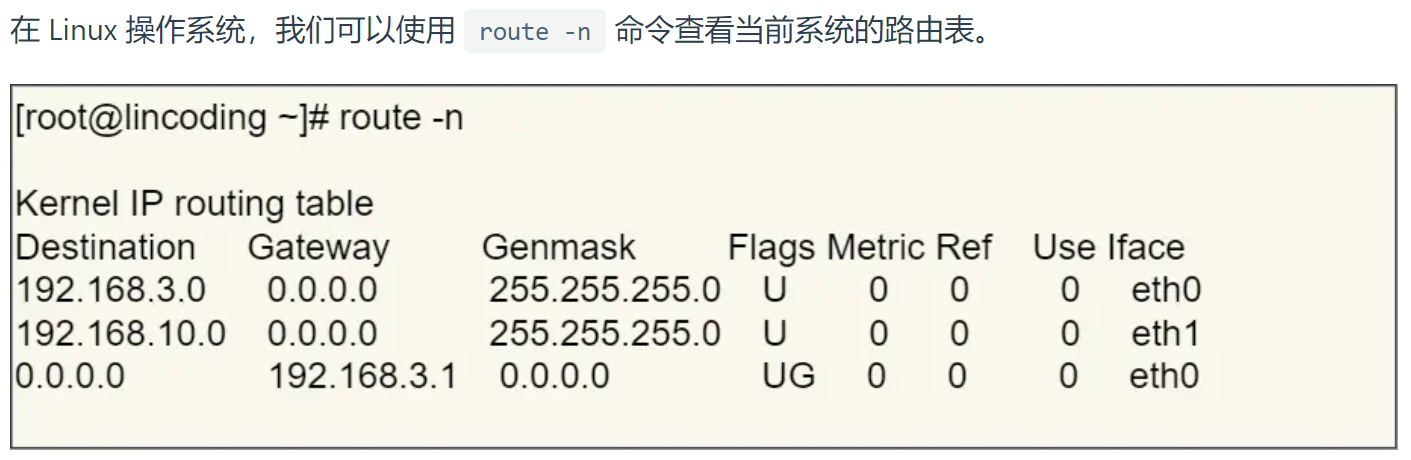 在 Linux 操作系统，我们可以使用 route -n 命令查看当前系统的路由表。
[root@lincoding ~]# route -n
Kernel IP routing table
Destination Gateway Genmask Flags Metric Ref Use Iface
192.168.3.0 0.0.0.0 255.255.255.0 U 0 0 0 eth0
192.168.10.0 0.0.0.0 255.255.255.0 U 0 0 0 eth1
0.0.0.0 192.168.3.1 0.0.0.0 UG 0 0 0 eth0